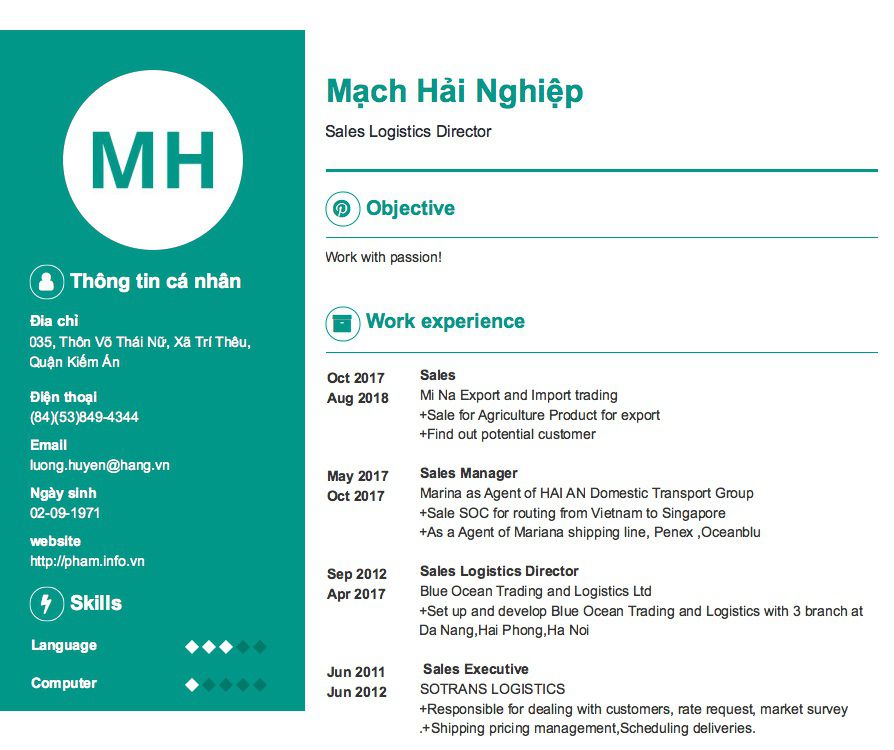 MH
Thông tin cá nhân
Đia chỉ
035, Thôn Võ Thái Nữ, Xã Trí Thêu,
Quận Kiếm Án
Điện thoại
(84)(53)849-4344
Email
luong.huyen@hang.vn
Ngày sinh
02-09-1971
website
http://pham.info.vn
Skills
Language
Computer
Mạch Hải Nghiệp
Sales Logistics Director
Objective
Work with passion!
Work experience
Oct 2017
Aug 2018
Sales
Mi Na Export and Import trading
+Sale for Agriculture Product for export
+Find out potential customer
May 2017
Oct 2017
Sales Manager
Marina as Agent of HAI AN Domestic Transport Group
+Sale SOC for routing from Vietnam to Singapore
+As a Agent of Mariana shipping line, Penex ,Oceanblu
Sep 2012
Apr 2017
Sales Logistics Director
Blue Ocean Trading and Logistics Ltd
+Set up and develop Blue Ocean Trading and Logistics with 3 branch at
Da Nang,Hai Phong,Ha Noi
Jun 2011
Jun 2012
Sales Executive
SOTRANS LOGISTICS
+Responsible for dealing with customers, rate request, market survey
.+Shipping pricing management,Scheduling deliveries.